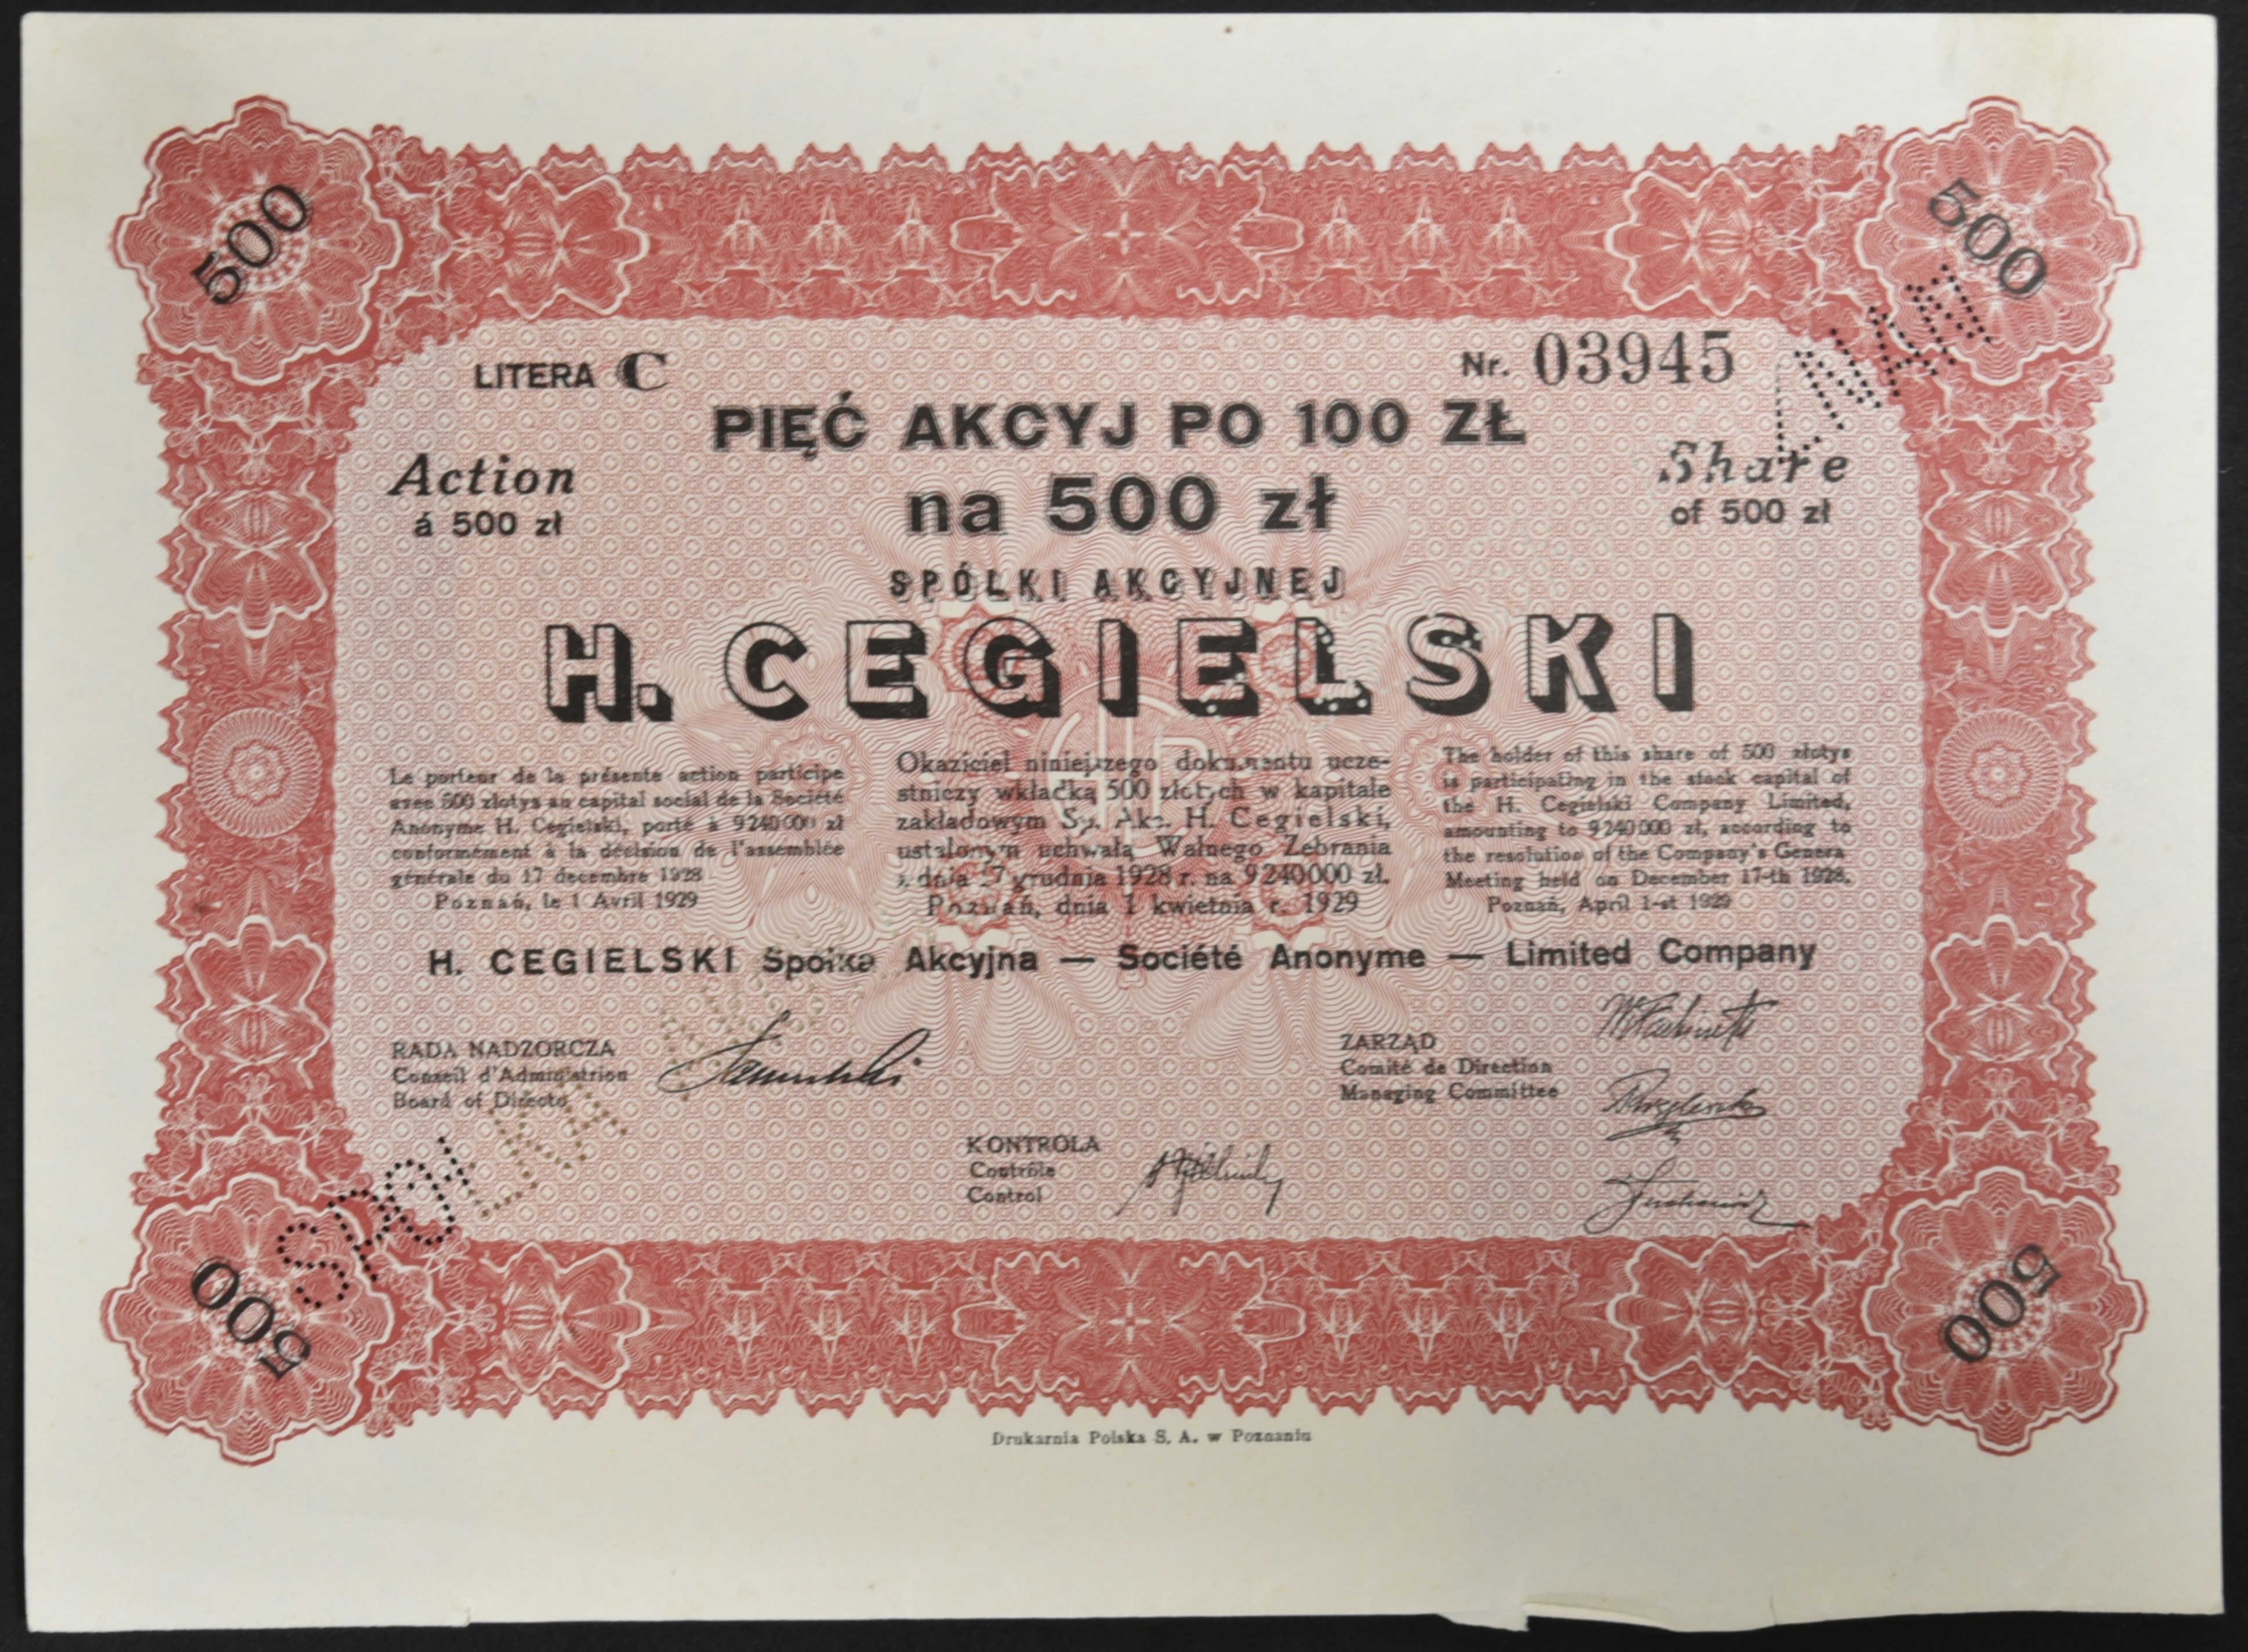 500
500
LITERA C
Nr. 03945
PIĘĆ AKCYJ PO 100 ZŁ
Action
á 500 zł
na 500 zł
Share
of 500 zł
SPÓŁKI AKCYJNEJ
H. CEGIELSKI
Le porteur de la présente action participe
avec 500 zlotys au capital social de la Société
Anonyme H. Cegielski, porté à 9240000 zł
conformément à la décision de l'assemblée
générale du 17 decembre 1928
Poznań, le 1 Avril 1929
Okaziciel niniejszego dokumentu ucze-
stniczy wkładką 500 złotych w kapitale
zakładowym Sp. Akc. H. Cegielski,
ustalonym uchwałą Walnego Zebrania
z dnia 17 grudnia 1928 r. na 9240000 zł.
Poznań, dnia 1 kwietnia r. 1929
The holder of this share of 500 złotys
is participating in the stock capital of
the H. Cegielski Company Limited,
amounting to 9240000 zł, according to
the resolution of the Company's Genera
Meeting held on December 17-th 1928.
Poznań, April 1-st 1929
H. CEGIELSKI Spółka Akcyjna — Société Anonyme — Limited Company
RADA NADZORCZA
Conseil d'Admini[strion
Board of Directo
ZARZĄD
Comité de Direction
Managing Committee
KONTROLA
Contrôle
Control
500
500
Drukarnia Polska S. A. w Poznaniu